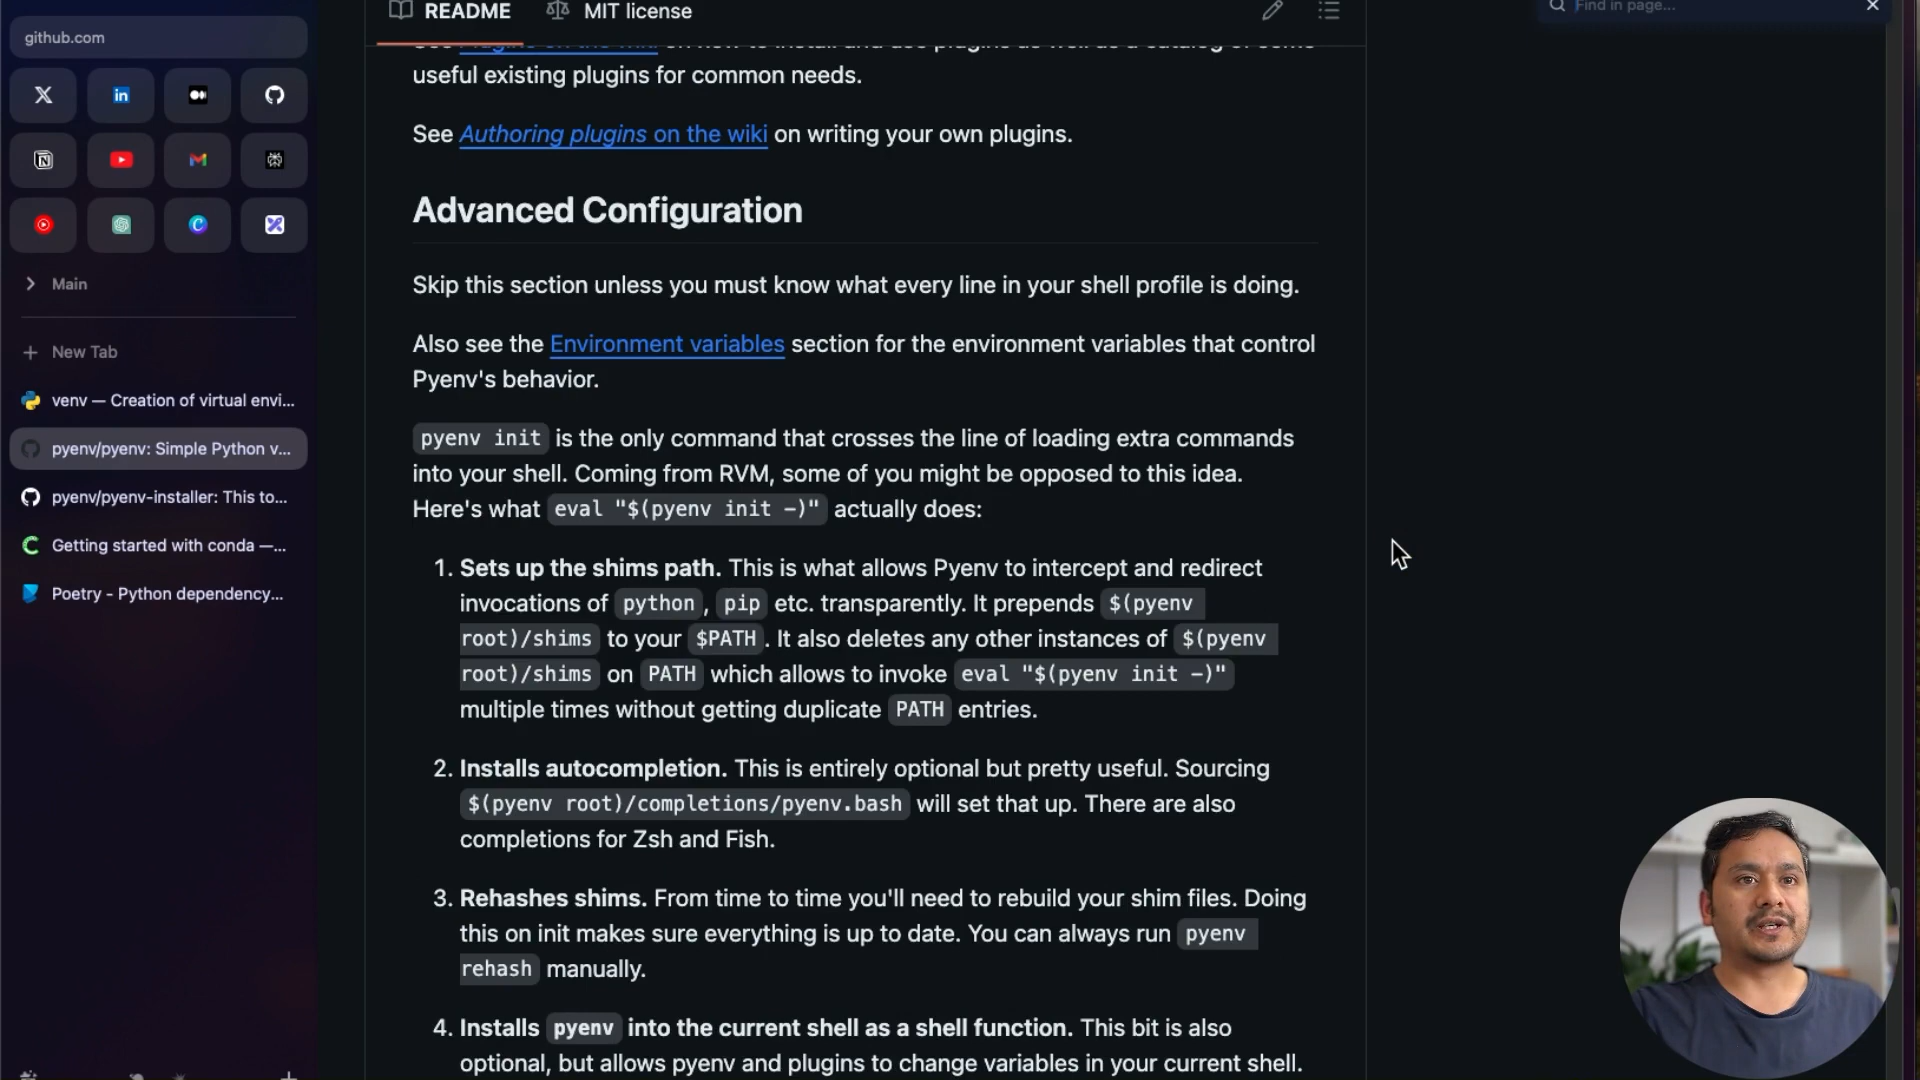 github.com
Main
New Tab
venv — Creation of virtual envi...
pyenv/pyenv: Simple Python v...
pyenv/pyenv-installer: This to...
Getting started with conda —...
Poetry - Python dependency...
README
MIT license
Find in page...
useful existing plugins for common needs.
See Authoring plugins on the wiki on writing your own plugins.
Advanced Configuration
Skip this section unless you must know what every line in your shell profile is doing.
Also see the Environment variables section for the environment variables that control
Pyenv's behavior.
pyenv init is the only command that crosses the line of loading extra commands
into your shell. Coming from RVM, some of you might be opposed to this idea.
Here's what eval "$(pyenv init -)" actually does:
1. Sets up the shims path. This is what allows Pyenv to intercept and redirect
invocations of python , pip etc. transparently. It prepends $(pyenv
root)/shims to your $PATH . It also deletes any other instances of $(pyenv
root)/shims on PATH which allows to invoke eval "$(pyenv init -)"
multiple times without getting duplicate PATH entries.
2. Installs autocompletion. This is entirely optional but pretty useful. Sourcing
$(pyenv root)/completions/pyenv.bash will set that up. There are also
completions for Zsh and Fish.
3. Rehashes shims. From time to time you'll need to rebuild your shim files. Doing
this on init makes sure everything is up to date. You can always run pyenv
rehash manually.
4. Installs pyenv into the current shell as a shell function. This bit is also
optional, but allows pyenv and plugins to change variables in your current shell.